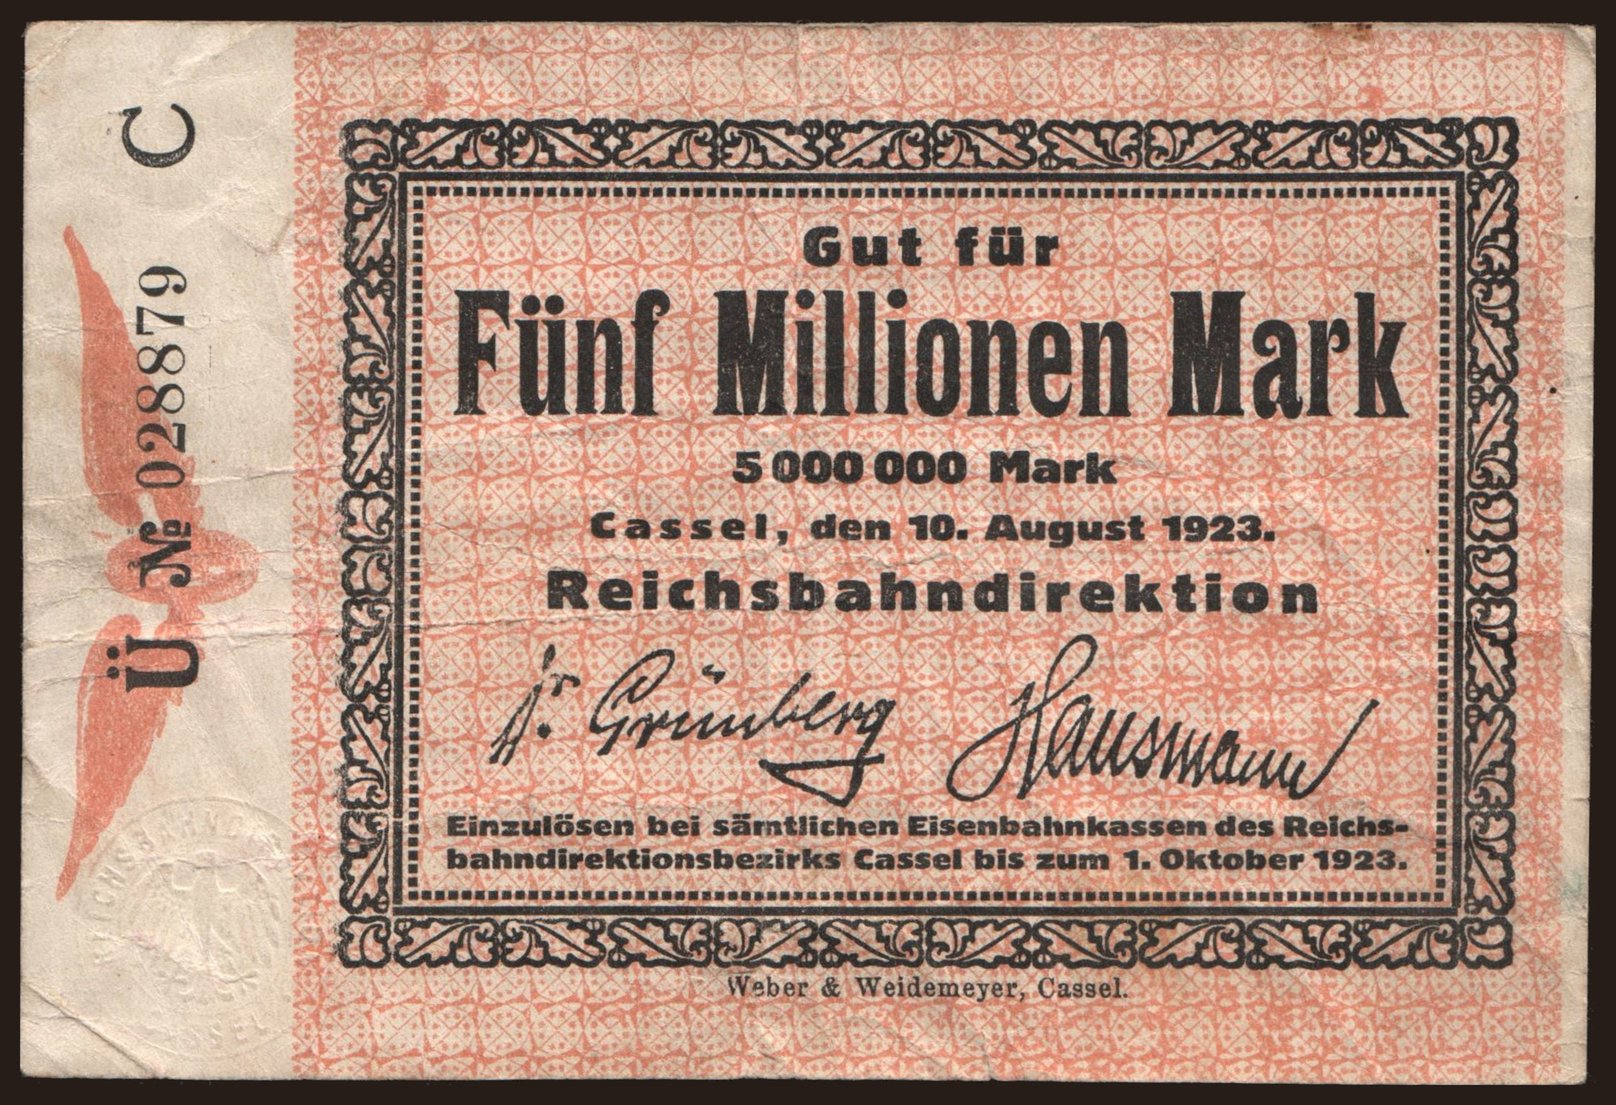 Ü № 028879 C
Gut für
Fünf Millionen Mark
5 000 000 Mark
Cassel, den 10. August 1923.
Reichsbahndirektion
Dr. Grünberg Hausmann
Einzulösen bei sämtlichen Eisenbahnkassen des Reichs-
bahndirektionsbezirks Cassel bis zum 1. Oktober 1923.
Weber & Weidemeyer, Cassel.